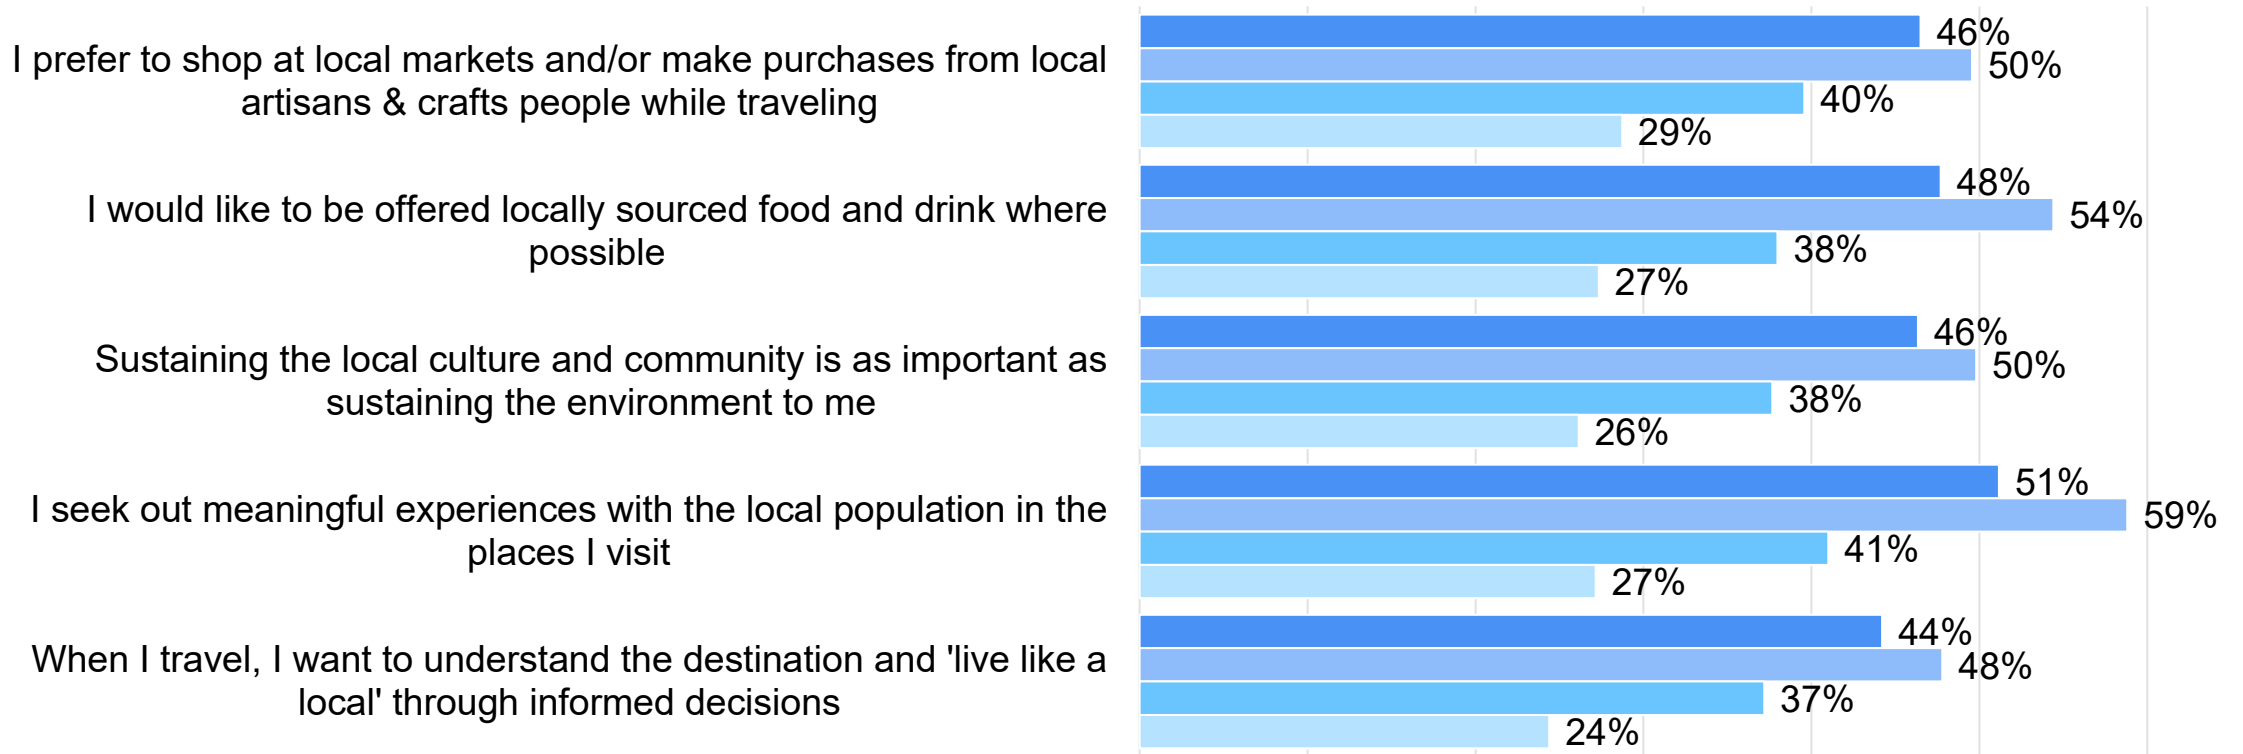 I prefer to shop at local markets and/or make purchases from local
artisans & crafts people while traveling
46%
50%
40%
29%
I would like to be offered locally sourced food and drink where
possible
48%
54%
38%
27%
Sustaining the local culture and community is as important as
sustaining the environment to me
46%
50%
38%
26%
I seek out meaningful experiences with the local population in the
places I visit
51%
59%
41%
27%
When I travel, I want to understand the destination and 'live like a
local' through informed decisions
44%
48%
37%
24%